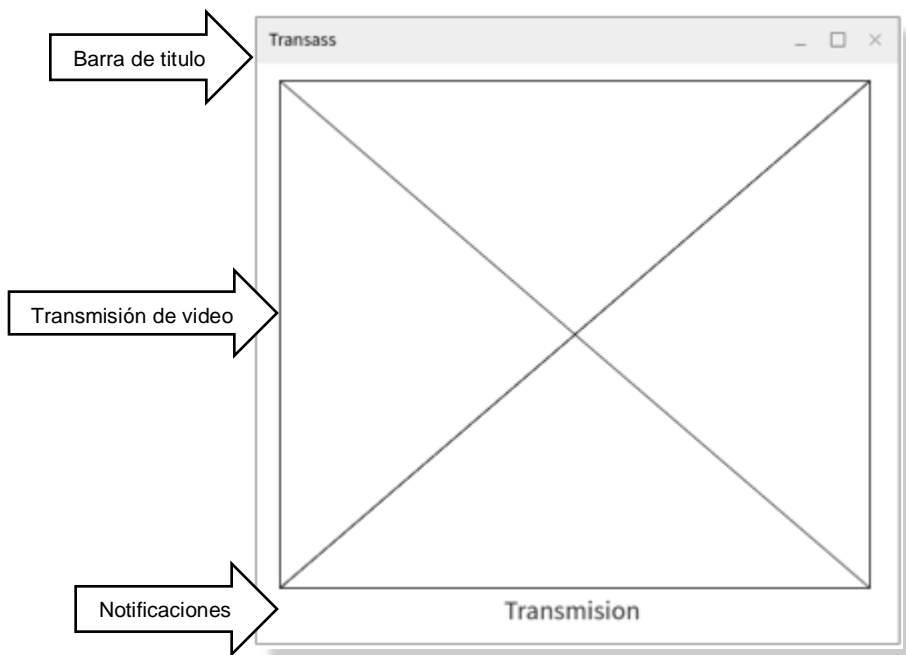 Transass
Barra de titulo
Transmisión de video
Notificaciones
Transmision